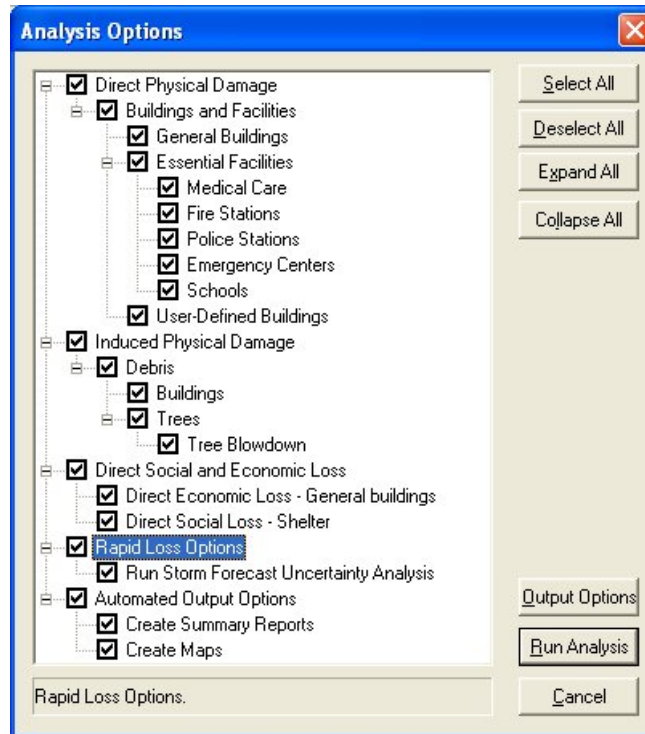 Analysis Options
Direct Physical Damage
Buildings and Facilities
General Buildings
Essential Facilities
Medical Care
Fire Stations
Police Stations
Emergency Centers
Schools
User-Defined Buildings
Induced Physical Damage
Debris
Buildings
Trees
Tree Blowdown
Direct Social and Economic Loss
Direct Economic Loss - General buildings
Direct Social Loss - Shelter
Rapid Loss Options
Run Storm Forecast Uncertainty Analysis
Automated Output Options
Create Summary Reports
Create Maps
Rapid Loss Options.
Select All
Deselect All
Expand All
Collapse All
Output Options
Run Analysis
Cancel